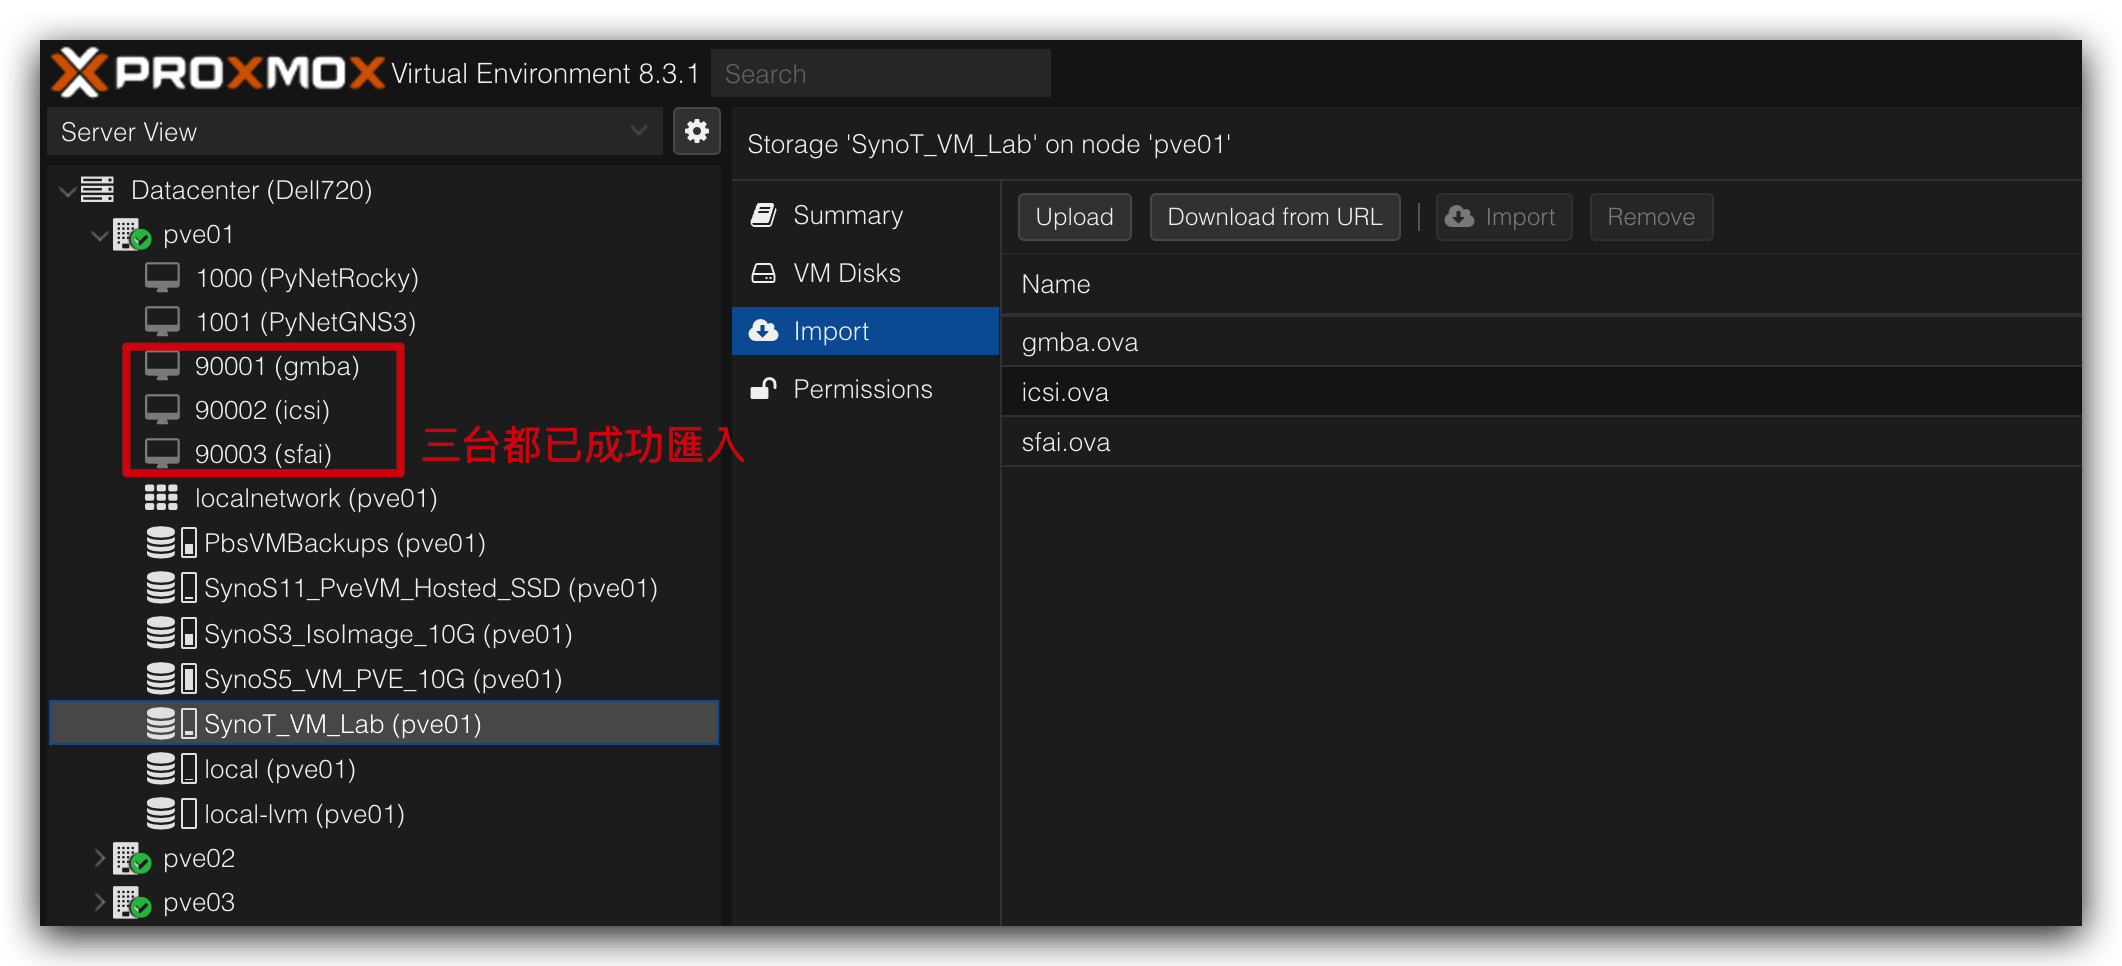 PROXMOX Virtual Environment 8.3.1 Search
Server View
Storage 'SynoT_VM_Lab' on node 'pve01'
Datacenter (Dell720)
pve01
1000 (PyNetRocky)
1001 (PyNetGNS3)
90001 (gmba)
90002 (icsi)
90003 (sfai)
三台都已成功匯入
localnetwork (pve01)
PbsVMBackups (pve01)
SynoS11_PveVM_Hosted_SSD (pve01)
SynoS3_IsoImage_10G (pve01)
SynoS5_VM_PVE_10G (pve01)
SynoT_VM_Lab (pve01)
local (pve01)
local-lvm (pve01)
pve02
pve03
Summary
VM Disks
Import
Permissions
Upload Download from URL Import Remove
Name
gmba.ova
icsi.ova
sfai.ova